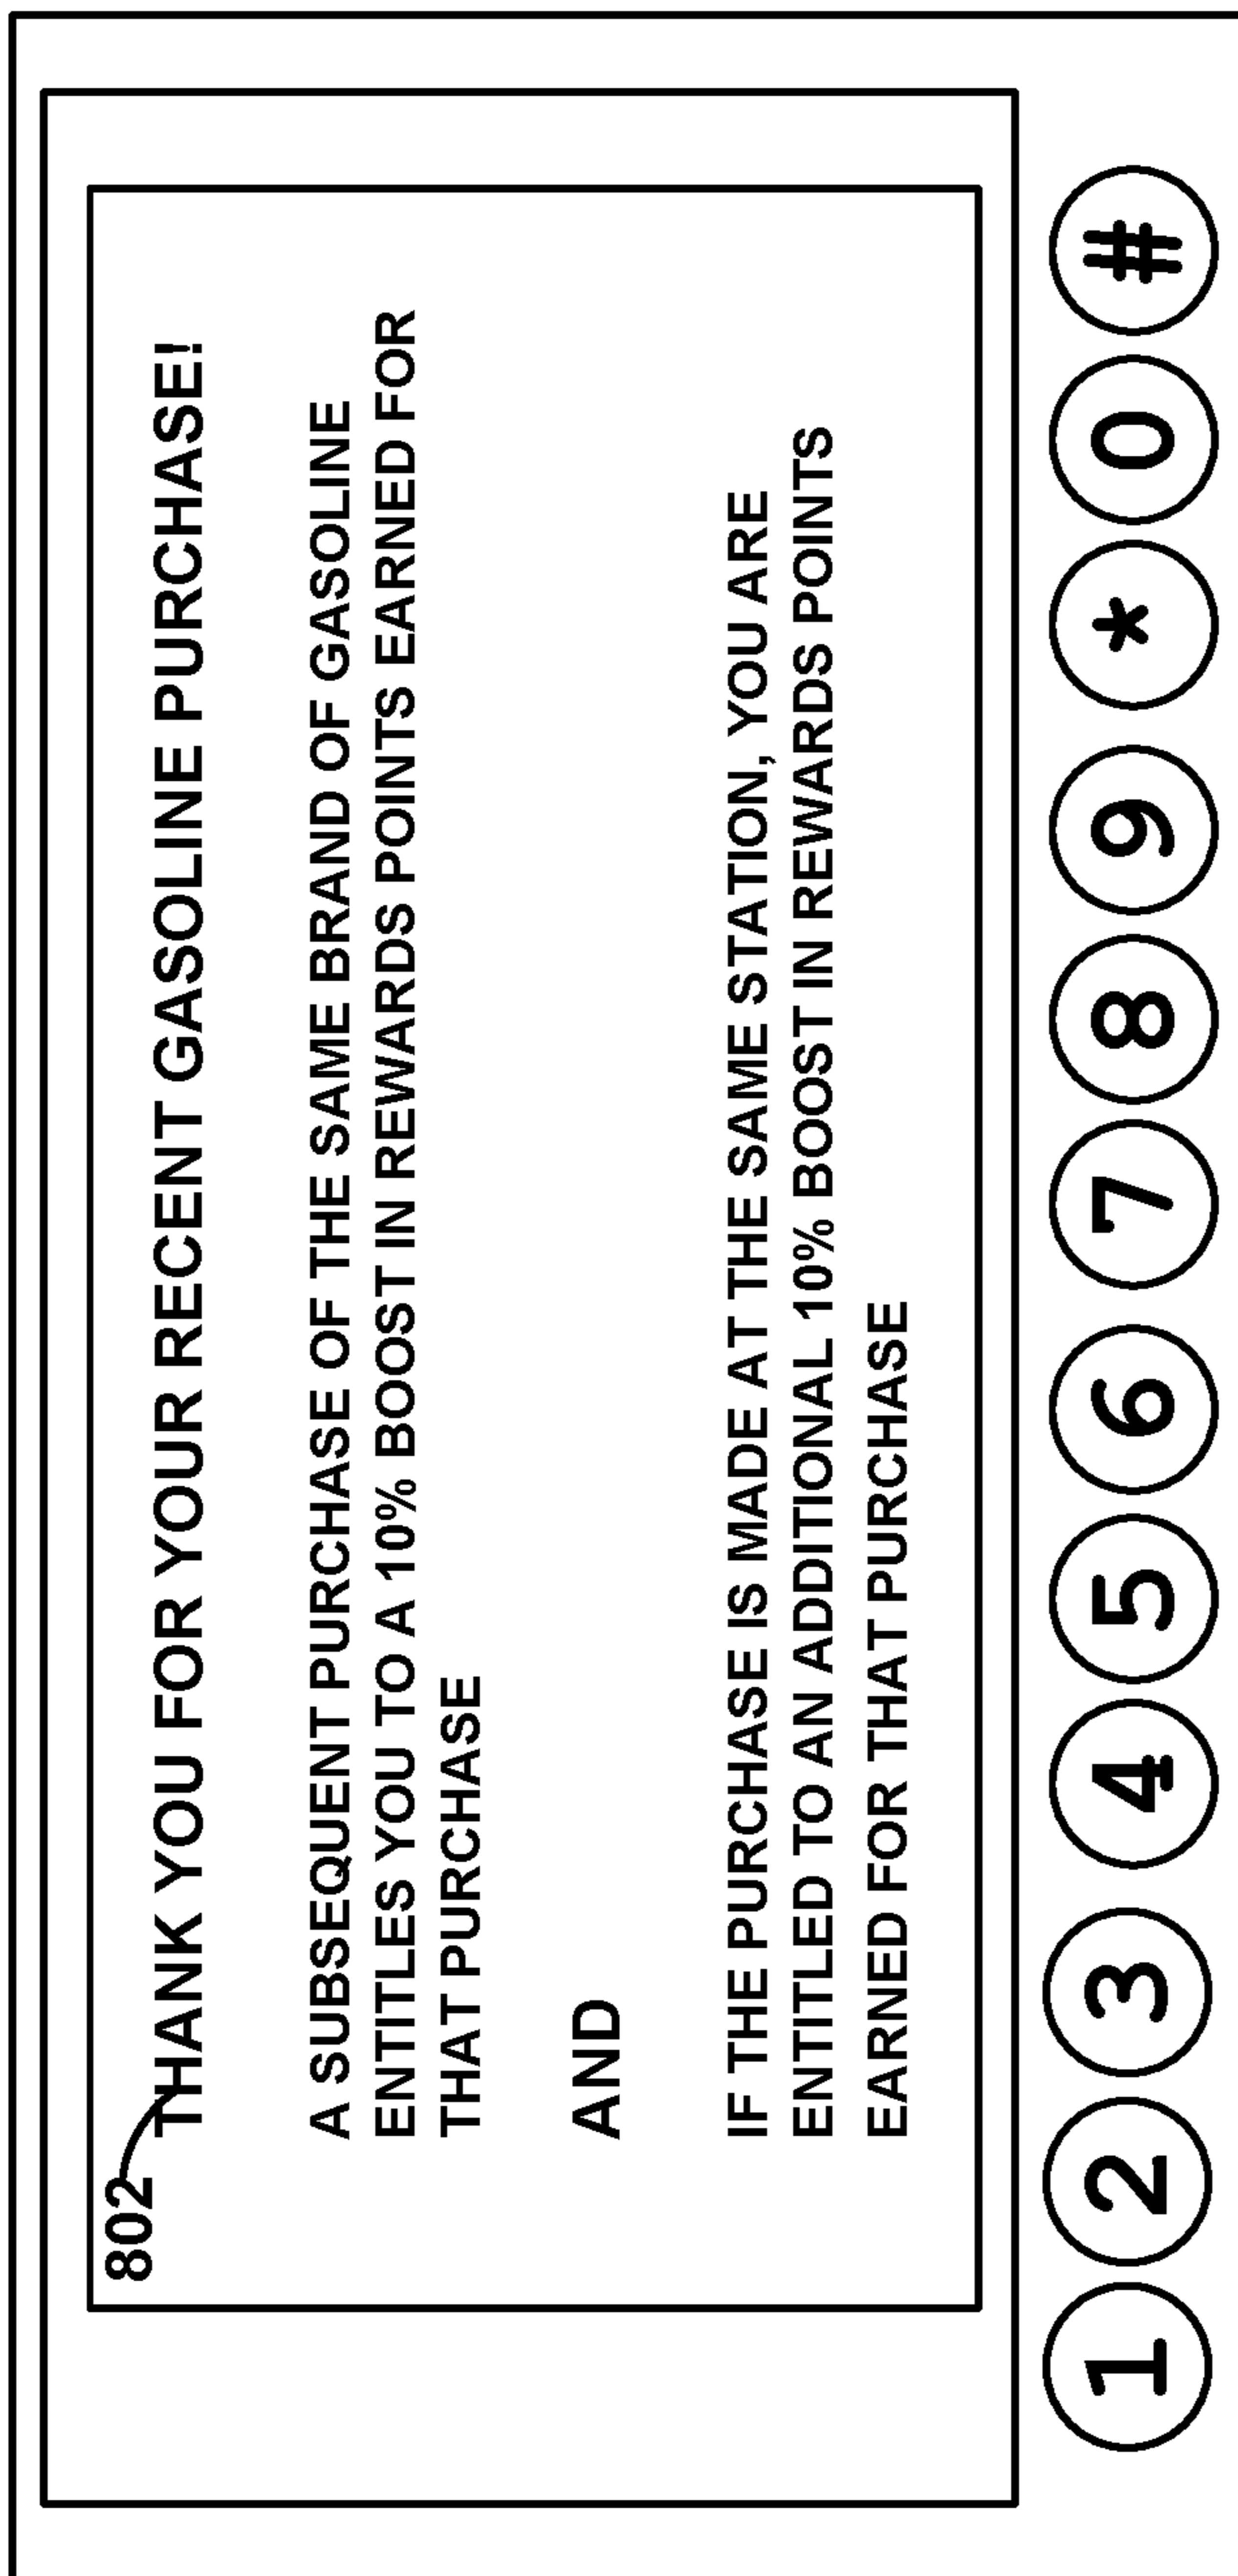 802
THANK YOU FOR YOUR RECENT GASOLINE PURCHASE!
A SUBSEQUENT PURCHASE OF THE SAME BRAND OF GASOLINE
ENTITLES YOU TO A 10% BOOST IN REWARDS POINTS EARNED FOR
THAT PURCHASE
AND
IF THE PURCHASE IS MADE AT THE SAME STATION, YOU ARE
ENTITLED TO AN ADDITIONAL 10% BOOST IN REWARDS POINTS
EARNED FOR THAT PURCHASE
1 2 3 4 5 6 7 8 9 * 0 #